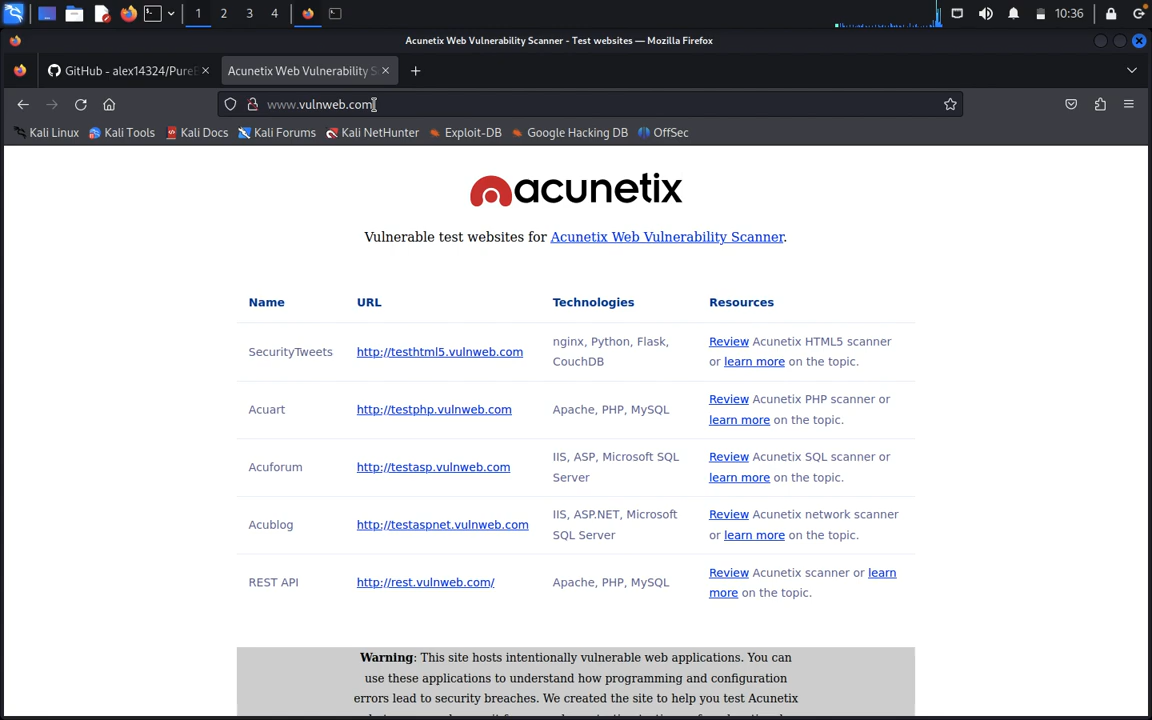 1 2 3 4 10:36
Acunetix Web Vulnerability Scanner - Test websites — Mozilla Firefox
GitHub - alex14324/PureB Acunetix Web Vulnerability S
www.vulnweb.com
Kali Linux Kali Tools Kali Docs Kali Forums Kali NetHunter Exploit-DB Google Hacking DB OffSec
acunetix
Vulnerable test websites for Acunetix Web Vulnerability Scanner.
Name URL Technologies Resources
SecurityTweets http://testhtml5.vulnweb.com nginx, Python, Flask, CouchDB Review Acunetix HTML5 scanner or learn more on the topic.
Acuart http://testphp.vulnweb.com Apache, PHP, MySQL Review Acunetix PHP scanner or learn more on the topic.
Acuforum http://testasp.vulnweb.com IIS, ASP, Microsoft SQL Server Review Acunetix SQL scanner or learn more on the topic.
Acublog http://testaspnet.vulnweb.com IIS, ASP.NET, Microsoft SQL Server Review Acunetix network scanner or learn more on the topic.
REST API http://rest.vulnweb.com/ Apache, PHP, MySQL Review Acunetix scanner or learn more on the topic.
Warning: This site hosts intentionally vulnerable web applications. You can
use these applications to understand how programming and configuration
errors lead to security breaches. We created the site to help you test Acunetix